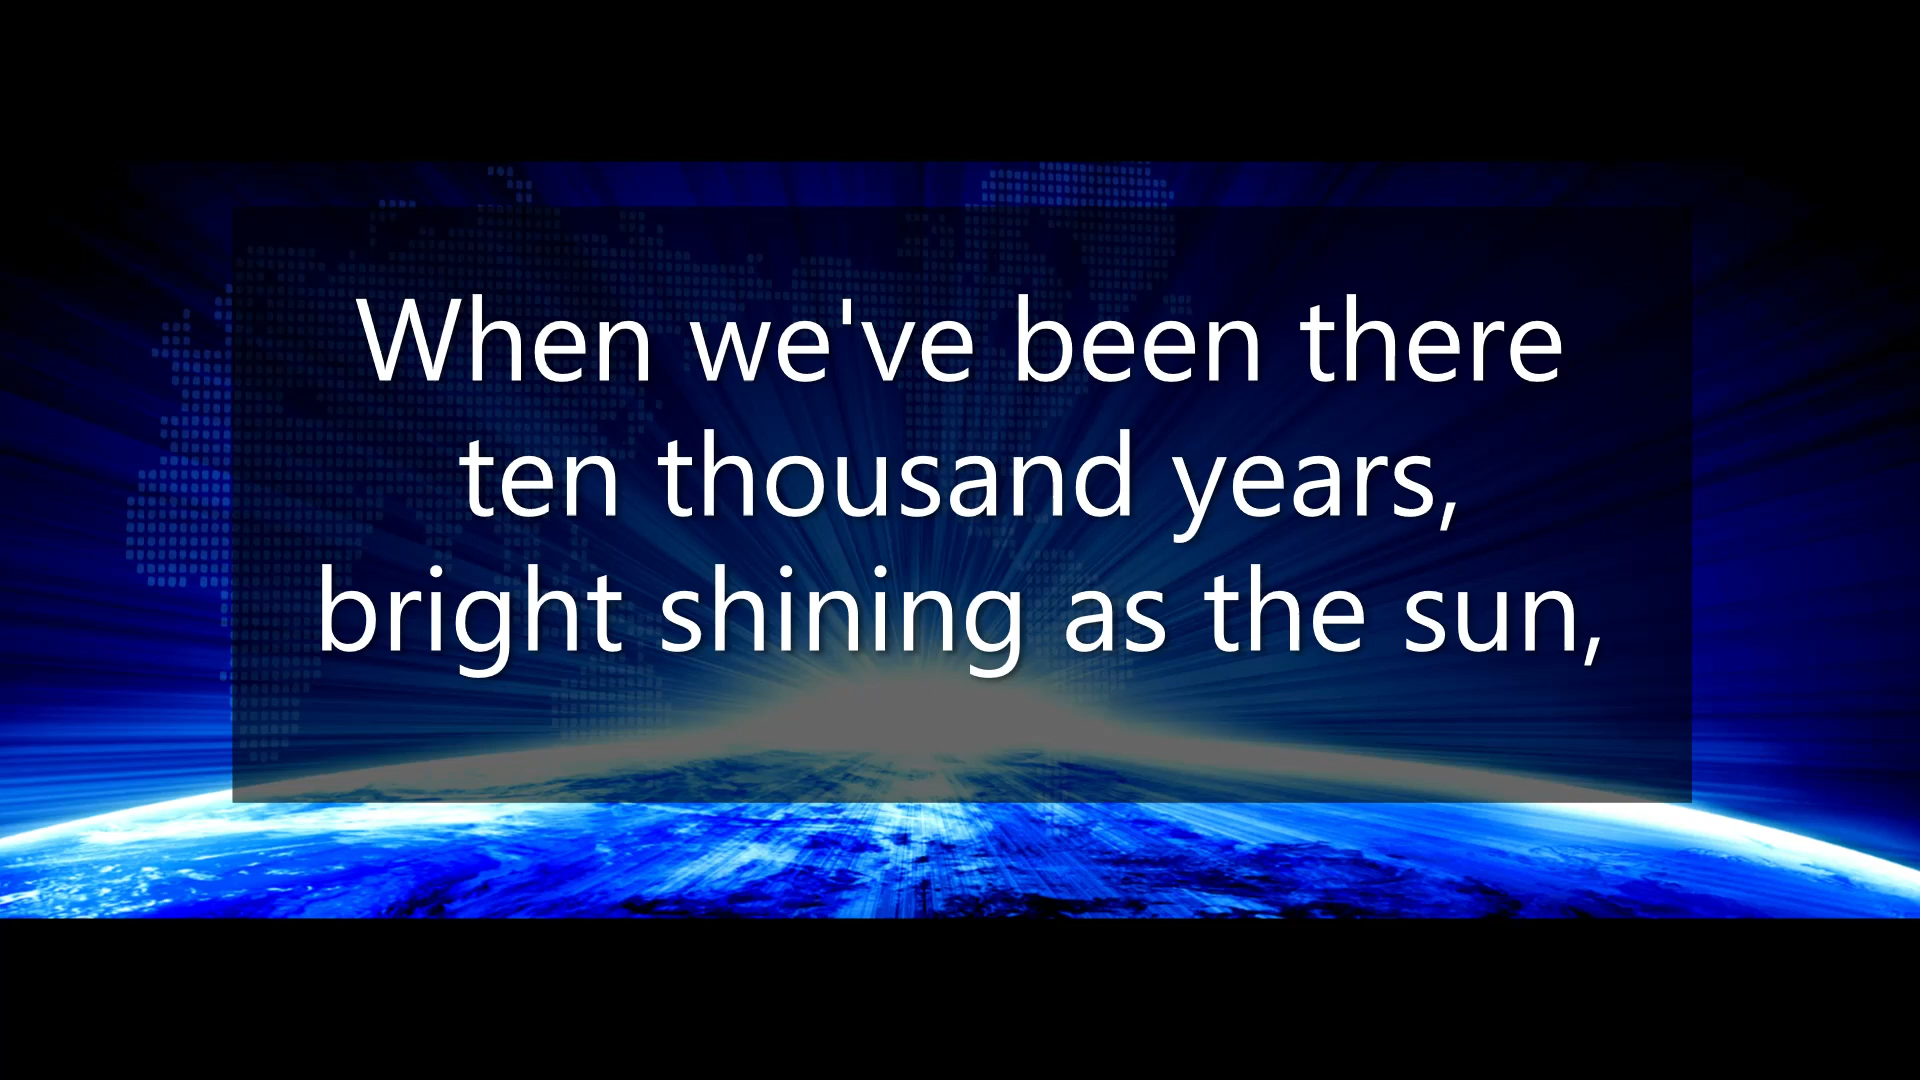 When we've been there
ten thousand years,
bright shining as the sun,